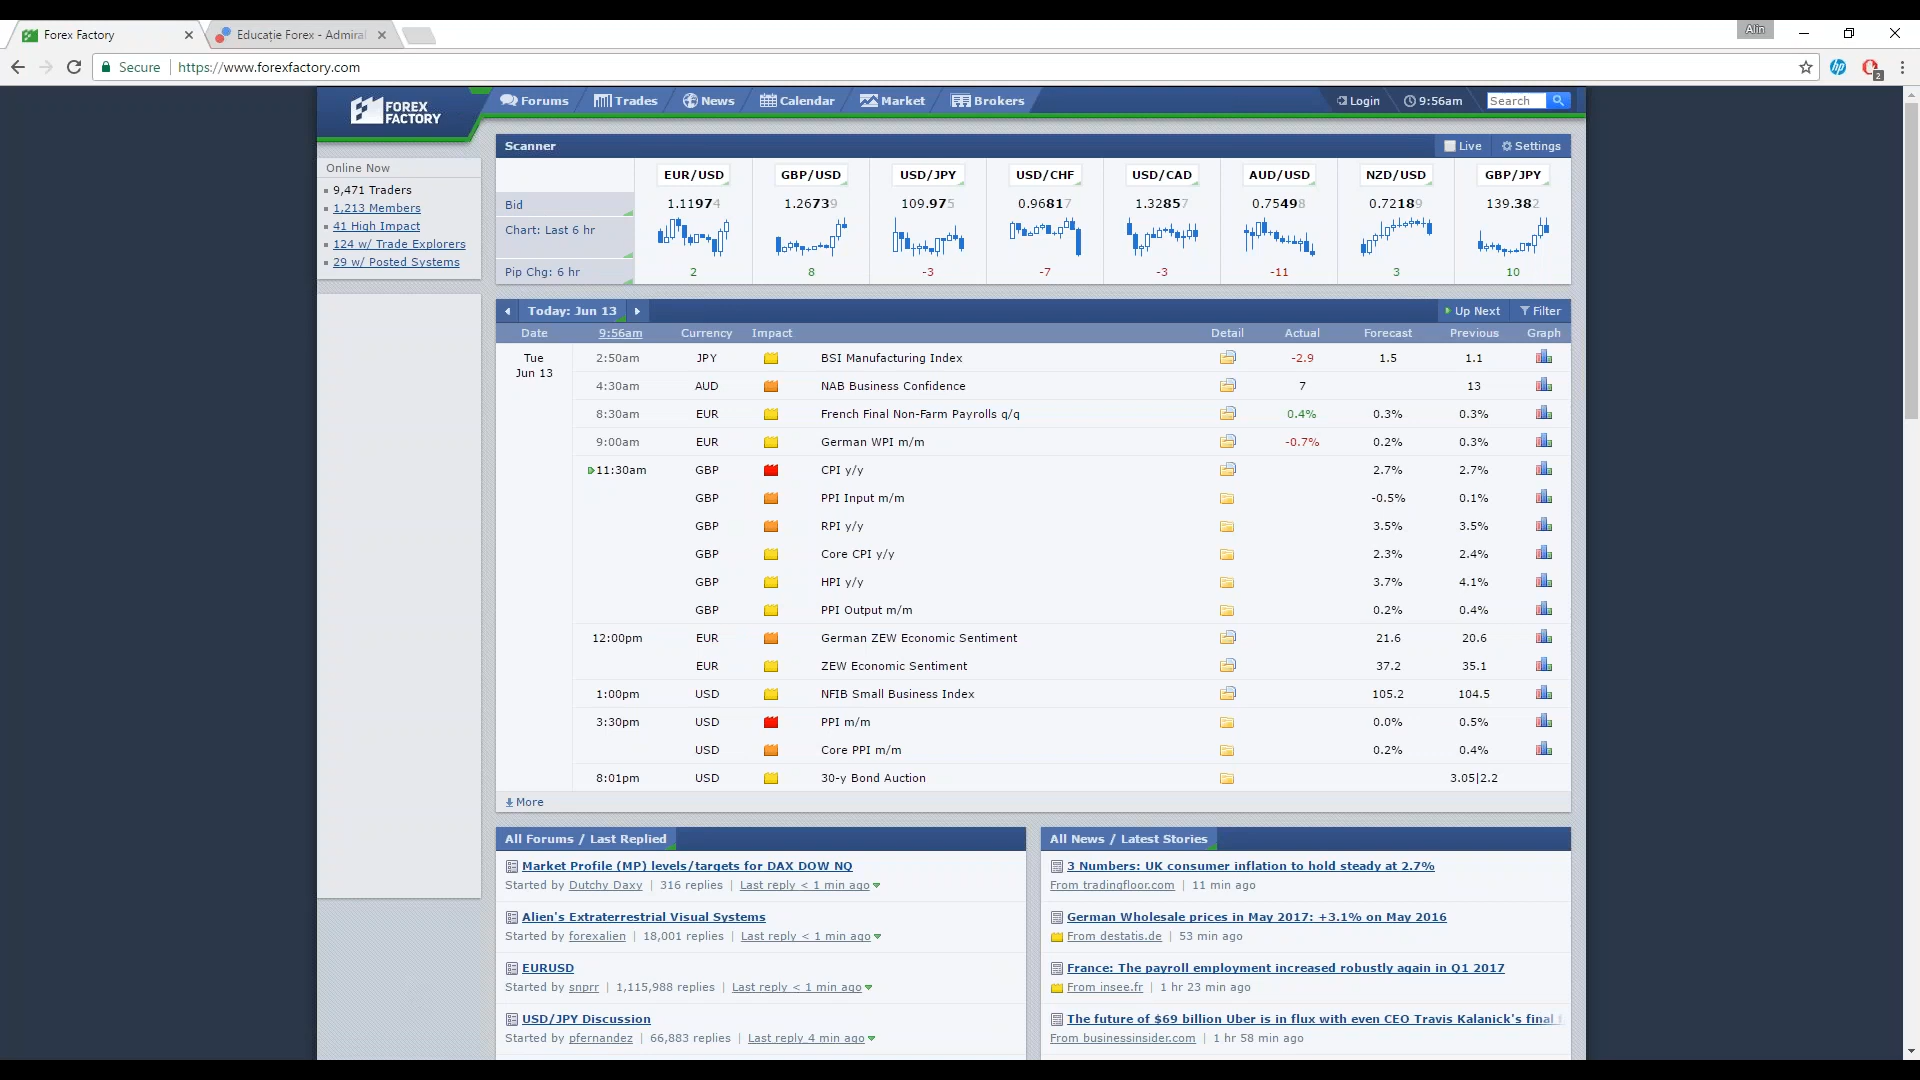 Forex Factory
Educație Forex - Admiral
Alin
Secure | https://www.forexfactory.com
hp
2
FOREX FACTORY
Forums Trades News Calendar Market Brokers Login 9:56am Search
Online Now
9,471 Traders
1,213 Members
41 High Impact
124 w/ Trade Explorers
29 w/ Posted Systems
Scanner Live Settings
EUR/USD GBP/USD USD/JPY USD/CHF USD/CAD AUD/USD NZD/USD GBP/JPY
Bid 1.11974 1.26739 109.975 0.96817 1.32857 0.75498 0.72189 139.382
Chart: Last 6 hr
Pip Chg: 6 hr 2 8 -3 -7 -3 -11 3 10
Today: Jun 13 Up Next Filter
Date 9:56am Currency Impact Detail Actual Forecast Previous Graph
Tue Jun 13
2:50am JPY BSI Manufacturing Index -2.9 1.5 1.1
4:30am AUD NAB Business Confidence 7 13
8:30am EUR French Final Non-Farm Payrolls q/q 0.4% 0.3% 0.3%
9:00am EUR German WPI m/m -0.7% 0.2% 0.3%
11:30am GBP CPI y/y 2.7% 2.7%
GBP PPI Input m/m -0.5% 0.1%
GBP RPI y/y 3.5% 3.5%
GBP Core CPI y/y 2.3% 2.4%
GBP HPI y/y 3.7% 4.1%
GBP PPI Output m/m 0.2% 0.4%
12:00pm EUR German ZEW Economic Sentiment 21.6 20.6
EUR ZEW Economic Sentiment 37.2 35.1
1:00pm USD NFIB Small Business Index 105.2 104.5
3:30pm USD PPI m/m 0.0% 0.5%
USD Core PPI m/m 0.2% 0.4%
8:01pm USD 30-y Bond Auction 3.05|2.2
More
All Forums / Last Replied
Market Profile (MP) levels/targets for DAX DOW NQ
Started by Dutchy Daxy | 316 replies | Last reply < 1 min ago
Alien's Extraterrestrial Visual Systems
Started by forexalien | 18,001 replies | Last reply < 1 min ago
EURUSD
Started by snprr | 1,115,988 replies | Last reply < 1 min ago
USD/JPY Discussion
Started by pfernandez | 66,883 replies | Last reply 4 min ago
All News / Latest Stories
3 Numbers: UK consumer inflation to hold steady at 2.7%
From tradingfloor.com | 11 min ago
German Wholesale prices in May 2017: +3.1% on May 2016
From destatis.de | 53 min ago
France: The payroll employment increased robustly again in Q1 2017
From insee.fr | 1 hr 23 min ago
The future of $69 billion Uber is in flux with even CEO Travis Kalanick's final f
From businessinsider.com | 1 hr 58 min ago